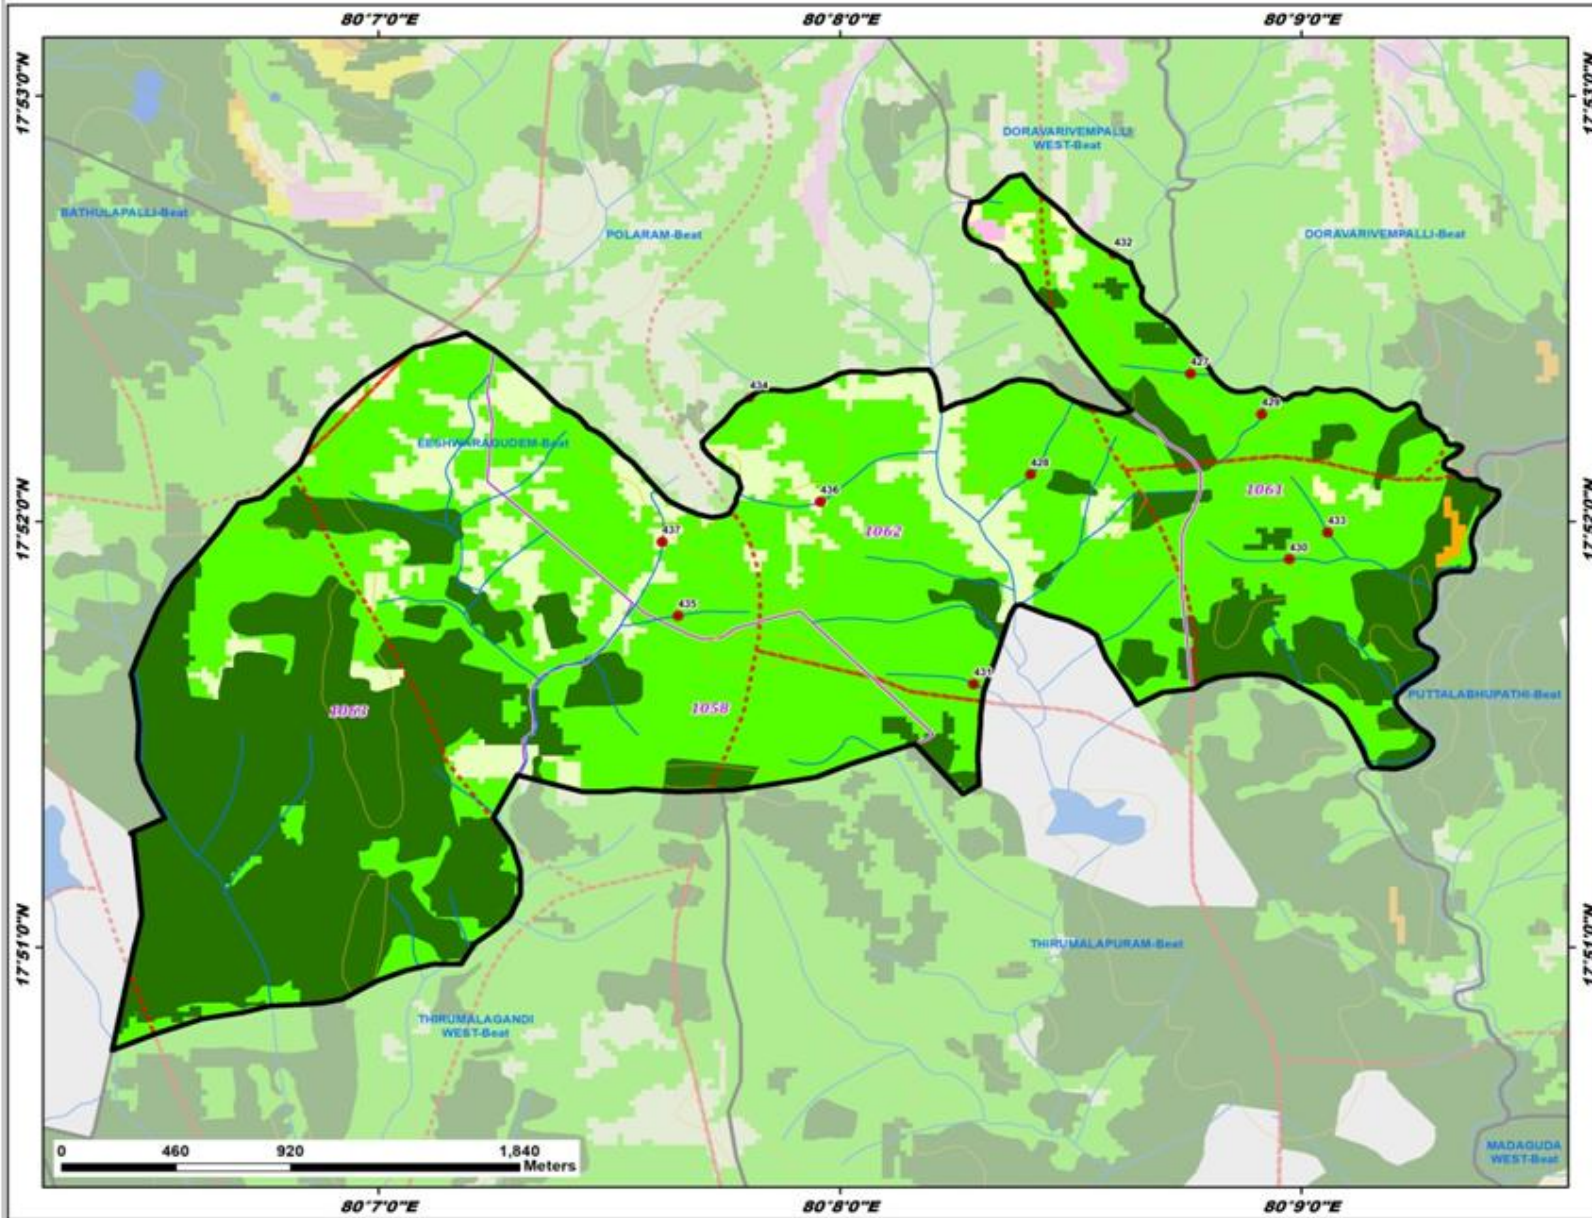 80°7'0"E
80°8'0"E
80°9'0"E
17°53'0"N
17°53'0"N
DORAVARIVEMPALLI
WEST-Beat
BATHULAPALLI-Beat
POLARAM-Beat
DORAVARIVEMPALLI-Beat
432
427
434
429
EESHWARAGUDEM-Beat
428
436
1061
17°52'0"N
437
1062
433
17°52'0"N
430
435
431
1063
1058
PUTTALABHUPATHI-Beat
17°51'0"N
THIRUMALAPURAM-Beat
17°51'0"N
THIRUMALAGANDI
WEST-Beat
MADAGUDA
WEST-Beat
0 460 920 1,840
Meters
80°7'0"E
80°8'0"E
80°9'0"E